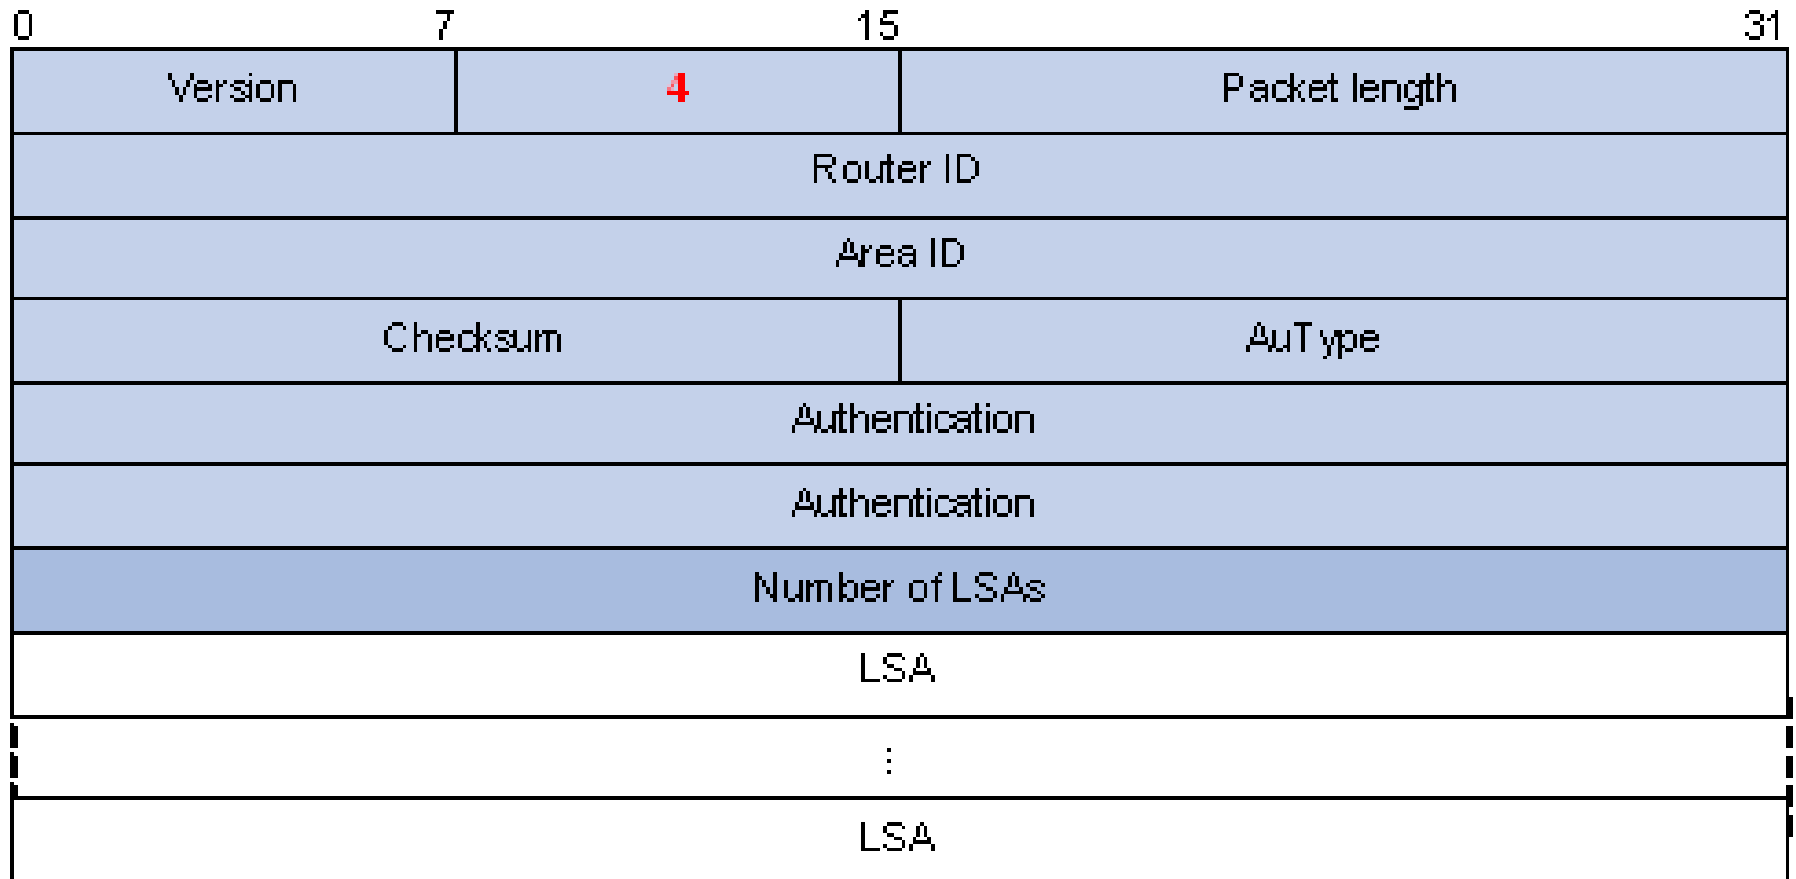 0 7 15 31
Version 4 Packet length
Router ID
Area ID
Checksum AuType
Authentication
Authentication
Number of LSAs
LSA
⋮
LSA